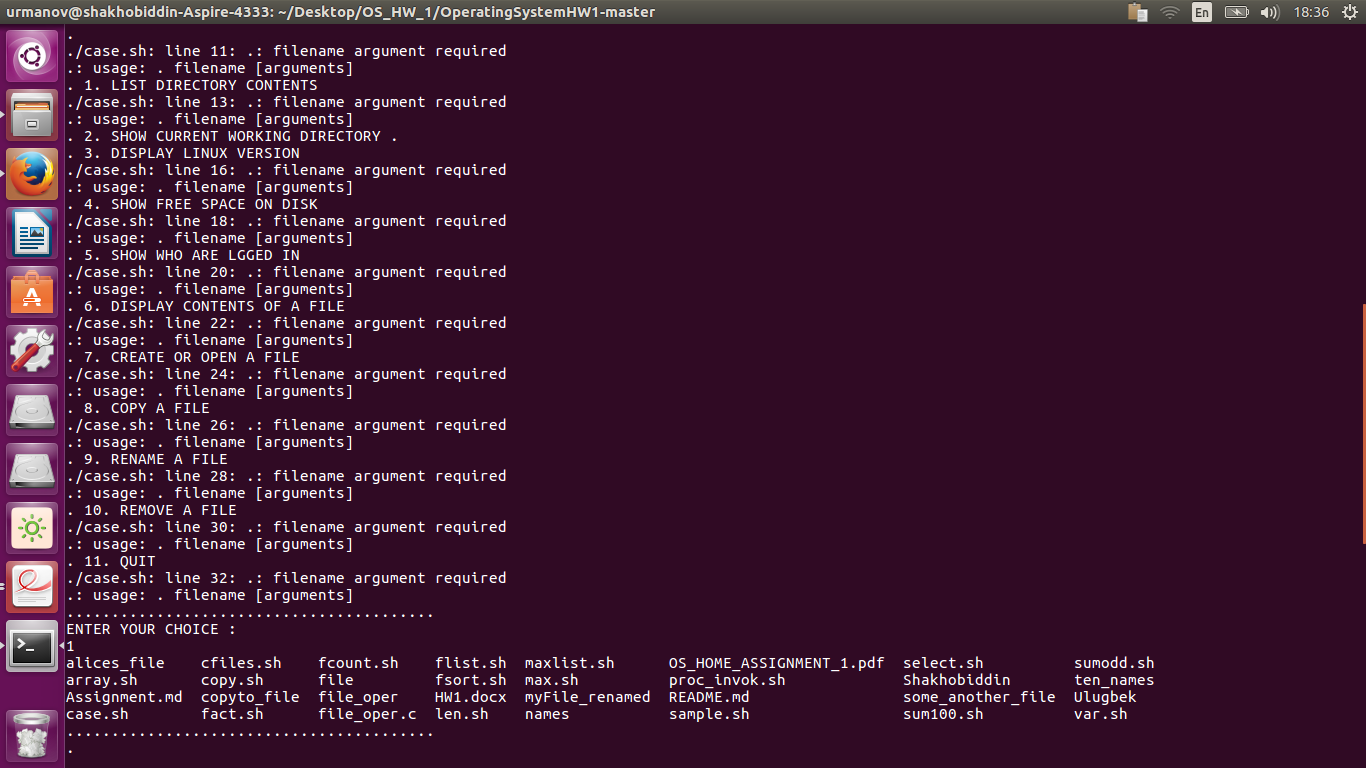 urmanov@shakhobiddin-Aspire-4333: ~/Desktop/OS_HW_1/OperatingSystemHW1-master En 18:36
.
./case.sh: line 11: .: filename argument required
.: usage: . filename [arguments]
. 1. LIST DIRECTORY CONTENTS
./case.sh: line 13: .: filename argument required
.: usage: . filename [arguments]
. 2. SHOW CURRENT WORKING DIRECTORY .
. 3. DISPLAY LINUX VERSION
./case.sh: line 16: .: filename argument required
.: usage: . filename [arguments]
. 4. SHOW FREE SPACE ON DISK
./case.sh: line 18: .: filename argument required
.: usage: . filename [arguments]
. 5. SHOW WHO ARE LGGED IN
./case.sh: line 20: .: filename argument required
.: usage: . filename [arguments]
. 6. DISPLAY CONTENTS OF A FILE
./case.sh: line 22: .: filename argument required
.: usage: . filename [arguments]
. 7. CREATE OR OPEN A FILE
./case.sh: line 24: .: filename argument required
.: usage: . filename [arguments]
. 8. COPY A FILE
./case.sh: line 26: .: filename argument required
.: usage: . filename [arguments]
. 9. RENAME A FILE
./case.sh: line 28: .: filename argument required
.: usage: . filename [arguments]
. 10. REMOVE A FILE
./case.sh: line 30: .: filename argument required
.: usage: . filename [arguments]
. 11. QUIT
./case.sh: line 32: .: filename argument required
.: usage: . filename [arguments]
.........................................
ENTER YOUR CHOICE :
1
alices_file cfiles.sh fcount.sh flist.sh maxlist.sh OS_HOME_ASSIGNMENT_1.pdf select.sh sumodd.sh
array.sh copy.sh file fsort.sh max.sh proc_invok.sh Shakhobiddin ten_names
Assignment.md copyto_file file_oper HW1.docx myFile_renamed README.md some_another_file Ulugbek
case.sh fact.sh file_oper.c len.sh names sample.sh sum100.sh var.sh
.........................................
.